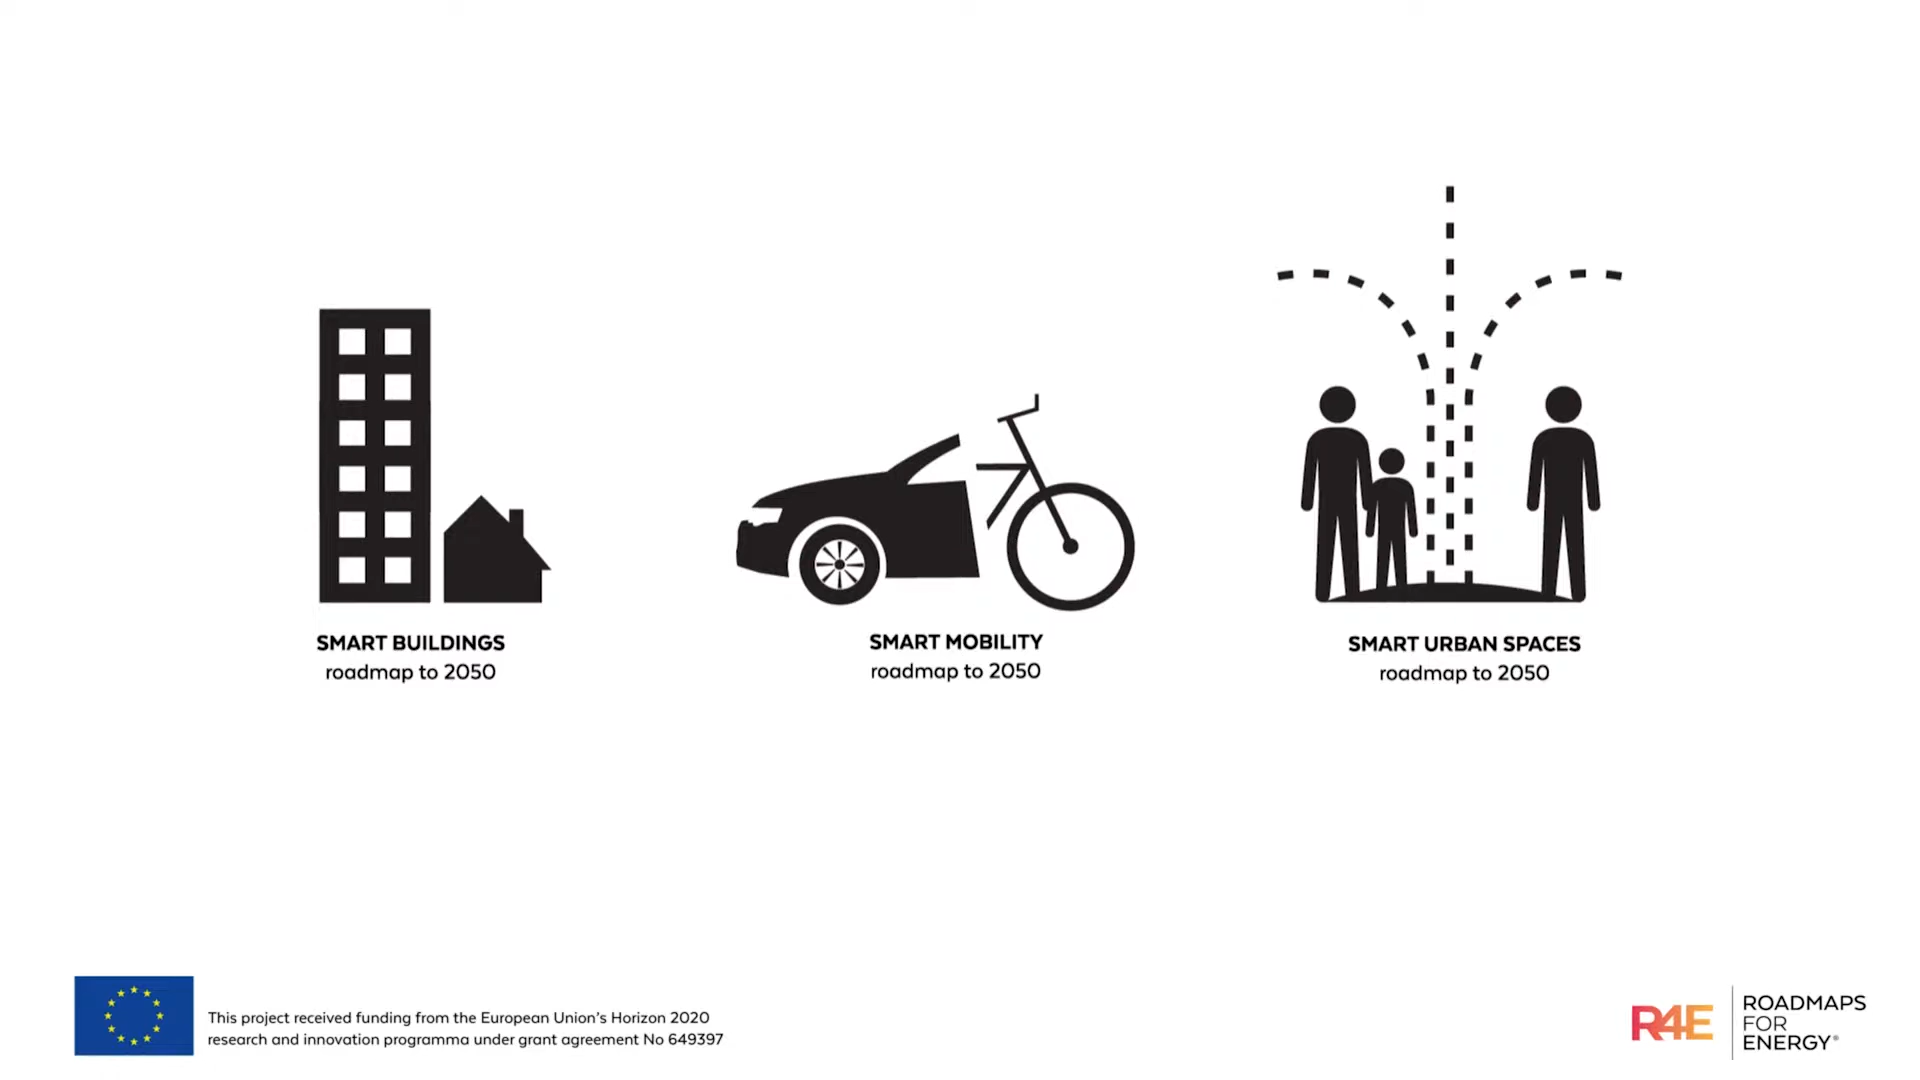 SMART BUILDINGS
roadmap to 2050
SMART MOBILITY
roadmap to 2050
SMART URBAN SPACES
roadmap to 2050
This project received funding from the European Union's Horizon 2020
research and innovation programma under grant agreement No 649397
R4E
ROADMAPS
FOR
ENERGY®